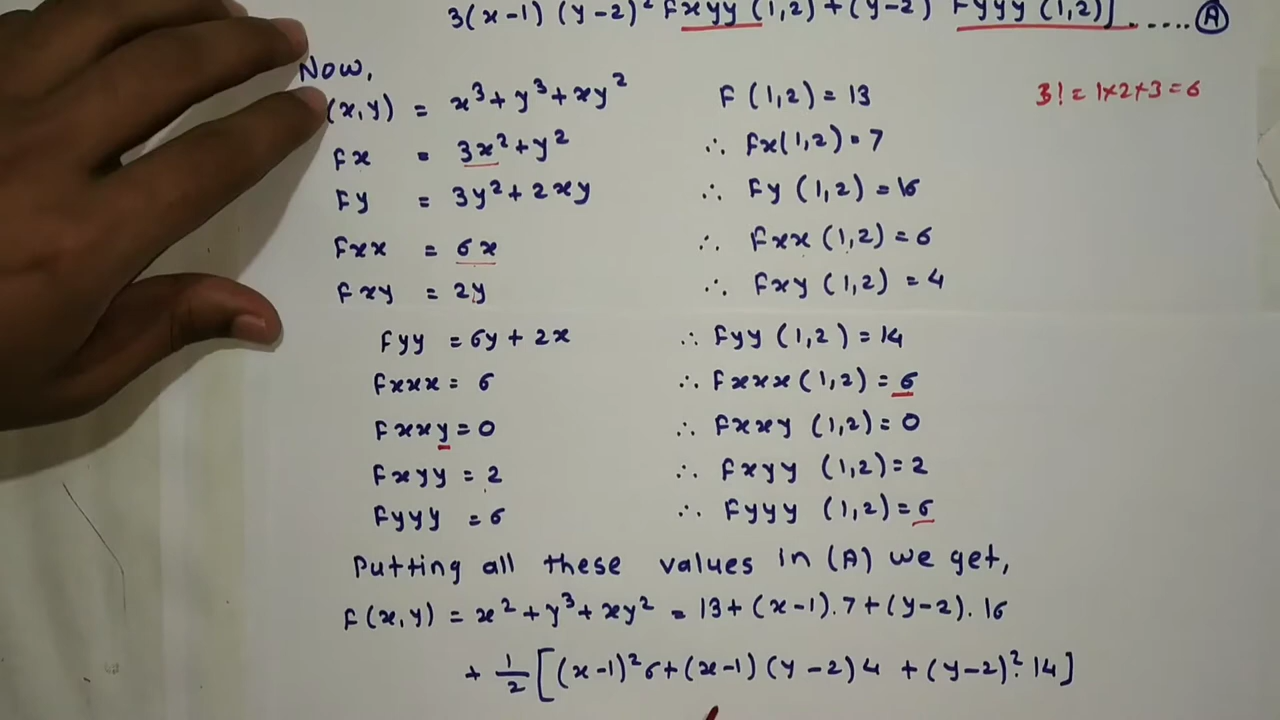 3(x-1) (y-2)² Fxyy (1,2) + (y-2) Fyyy (1,2)] ..... (A)
Now,
(x,y) = x³ + y³ + xy² F (1,2) = 13 3! = 1×2×3 = 6
Fx = 3x² + y² ∴ Fx (1,2) = 7
Fy = 3y² + 2xy ∴ Fy (1,2) = 16
Fxx = 6x ∴ Fxx (1,2) = 6
Fxy = 2y ∴ Fxy (1,2) = 4
Fyy = 6y + 2x ∴ Fyy (1,2) = 14
Fxxx = 6 ∴ Fxxx (1,2) = 6
Fxxy = 0 ∴ Fxxy (1,2) = 0
Fxyy = 2 ∴ Fxyy (1,2) = 2
Fyyy = 6 ∴ Fyyy (1,2) = 6
Putting all these values in (A) we get,
F(x,y) = x² + y³ + xy² = 13 + (x-1).7 + (y-2).16
+ 1/2 [(x-1)² 6 + (x-1) (y-2) 4 + (y-2)². 14]